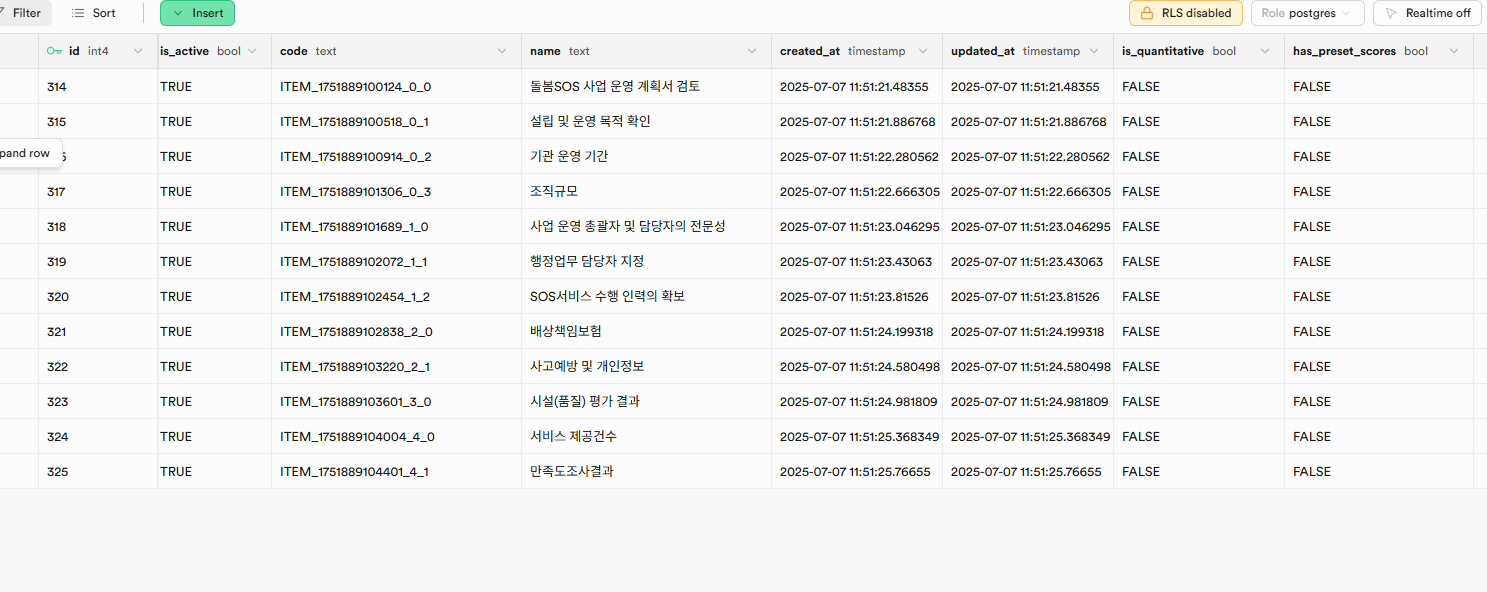 Filter Sort Insert RLS disabled Role postgres Realtime off
id int4 is_active bool code text name text created_at timestamp updated_at timestamp is_quantitative bool has_preset_scores bool
314 TRUE ITEM_1751889100124_0_0 돌봄SOS 사업 운영 계획서 검토 2025-07-07 11:51:21.48355 2025-07-07 11:51:21.48355 FALSE FALSE
315 TRUE ITEM_1751889100518_0_1 설립 및 운영 목적 확인 2025-07-07 11:51:21.886768 2025-07-07 11:51:21.886768 FALSE FALSE
pand row 6 TRUE ITEM_1751889100914_0_2 기관 운영 기간 2025-07-07 11:51:22.280562 2025-07-07 11:51:22.280562 FALSE FALSE
317 TRUE ITEM_1751889101306_0_3 조직규모 2025-07-07 11:51:22.666305 2025-07-07 11:51:22.666305 FALSE FALSE
318 TRUE ITEM_1751889101689_1_0 사업 운영 총괄자 및 담당자의 전문성 2025-07-07 11:51:23.046295 2025-07-07 11:51:23.046295 FALSE FALSE
319 TRUE ITEM_1751889102072_1_1 행정업무 담당자 지정 2025-07-07 11:51:23.43063 2025-07-07 11:51:23.43063 FALSE FALSE
320 TRUE ITEM_1751889102454_1_2 SOS서비스 수행 인력의 확보 2025-07-07 11:51:23.81526 2025-07-07 11:51:23.81526 FALSE FALSE
321 TRUE ITEM_1751889102838_2_0 배상책임보험 2025-07-07 11:51:24.199318 2025-07-07 11:51:24.199318 FALSE FALSE
322 TRUE ITEM_1751889103220_2_1 사고예방 및 개인정보 2025-07-07 11:51:24.580498 2025-07-07 11:51:24.580498 FALSE FALSE
323 TRUE ITEM_1751889103601_3_0 시설(품질) 평가 결과 2025-07-07 11:51:24.981809 2025-07-07 11:51:24.981809 FALSE FALSE
324 TRUE ITEM_1751889104004_4_0 서비스 제공건수 2025-07-07 11:51:25.368349 2025-07-07 11:51:25.368349 FALSE FALSE
325 TRUE ITEM_1751889104401_4_1 만족도조사결과 2025-07-07 11:51:25.76655 2025-07-07 11:51:25.76655 FALSE FALSE